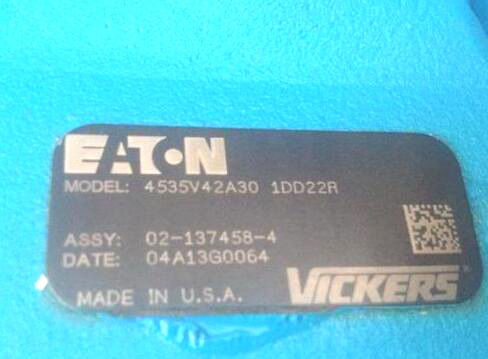 EATON
MODEL: 4535V42A30 1DD22R
ASSY: 02-137458-4
DATE: 04A13G0064
MADE IN U.S.A. VICKERS